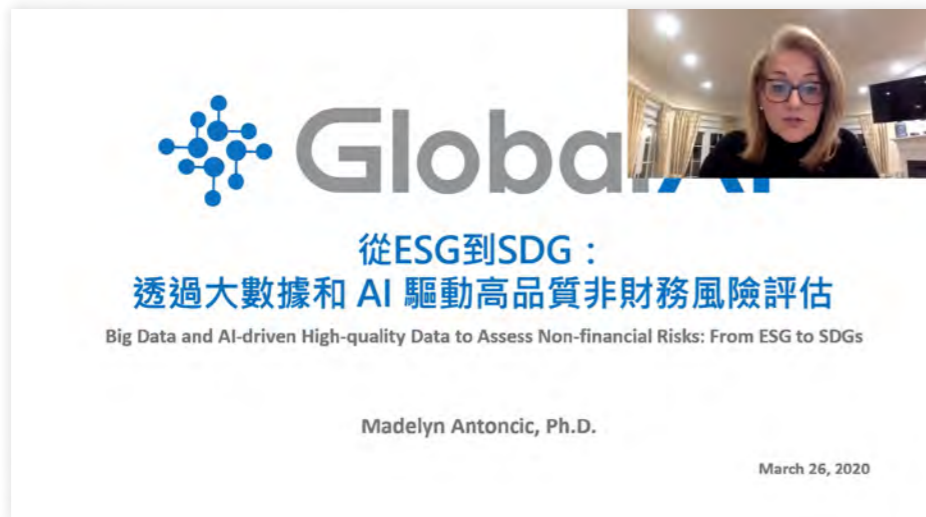 GlobalAI
從ESG到SDG：
透過大數據和 AI 驅動高品質非財務風險評估
Big Data and AI-driven High-quality Data to Assess Non-financial Risks: From ESG to SDGs
Madelyn Antoncic, Ph.D.
March 26, 2020